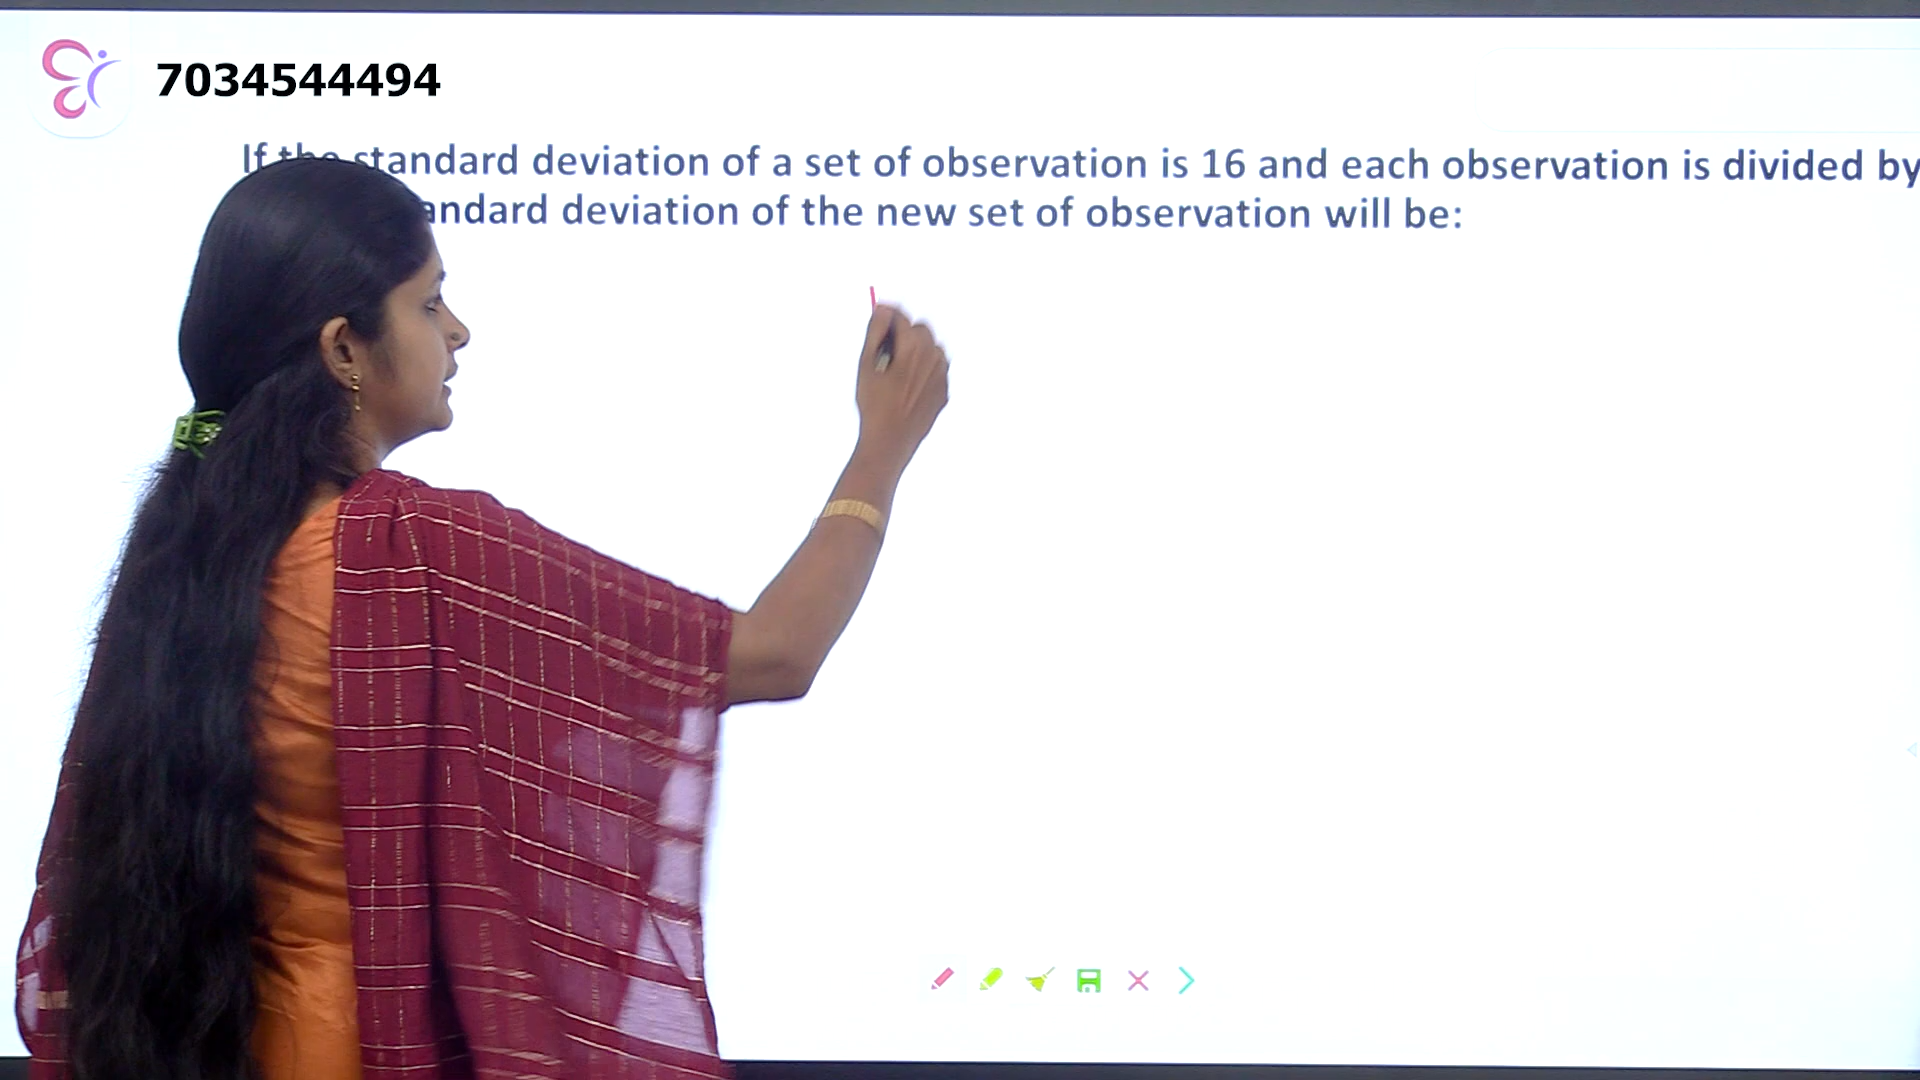 7034544494
If the standard deviation of a set of observation is 16 and each observation is divided by
andard deviation of the new set of observation will be: